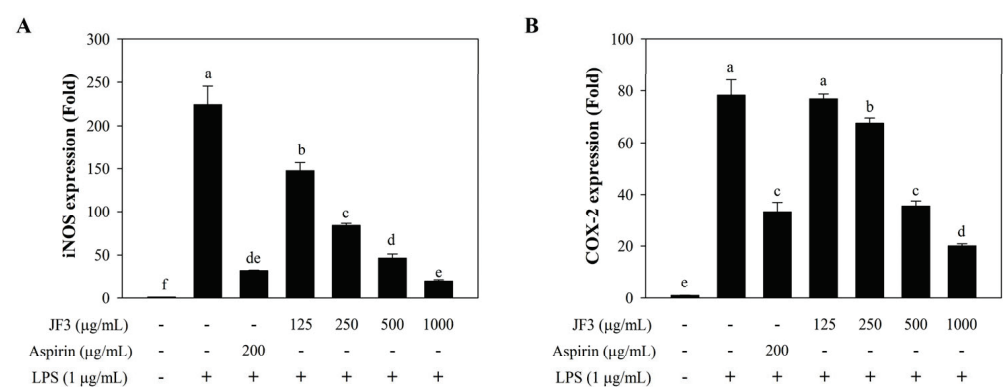 A
iNOS expression (Fold)
300
250
200
150
100
50
0
f
a
de
b
c
d
e
JF3 (μg/mL) - - - 125 250 500 1000
Aspirin (μg/mL) - - 200 - - - -
LPS (1 μg/mL) - + + + + + +
B
COX-2 expression (Fold)
100
80
60
40
20
0
e
a
c
a
b
c
d
JF3 (μg/mL) - - - 125 250 500 1000
Aspirin (μg/mL) - - 200 - - - -
LPS (1 μg/mL) - + + + + + +